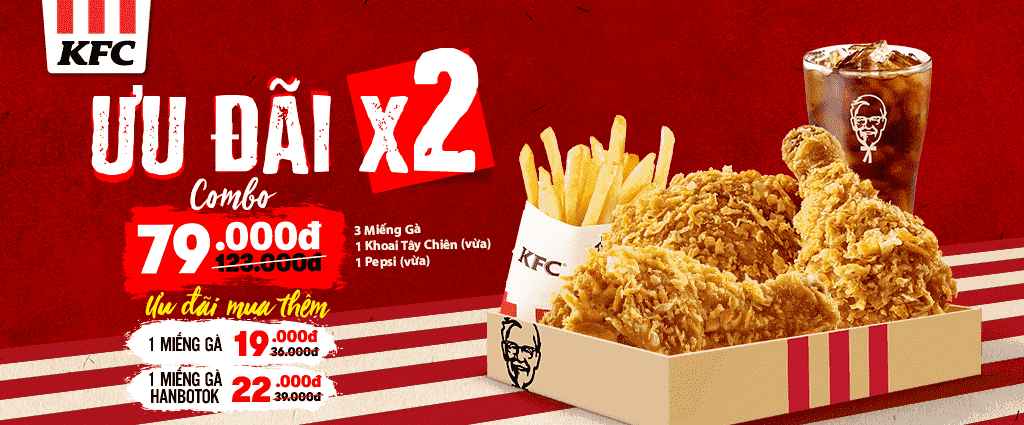 KFC
ƯU ĐÃI X2
Combo
79.000đ
123.000đ
3 Miếng Gà
1 Khoai Tây Chiên (vừa)
1 Pepsi (vừa)
Ưu đãi mua thêm
1 MIẾNG GÀ 19.000đ
36.000đ
1 MIẾNG GÀ
HANBOTOK 22.000đ
39.000đ
KFC